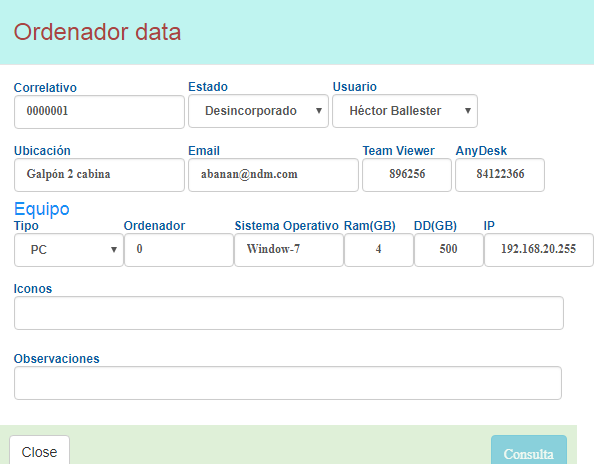 Ordenador data
Correlativo Estado Usuario
0000001 Desincorporado Héctor Ballester
Ubicación Email Team Viewer AnyDesk
Galpón 2 cabina abanan@ndm.com 896256 84122366
Equipo
Tipo Ordenador Sistema Operativo Ram(GB) DD(GB) IP
PC 0 Window-7 4 500 192.168.20.255
Iconos
Observaciones
Close Consulta